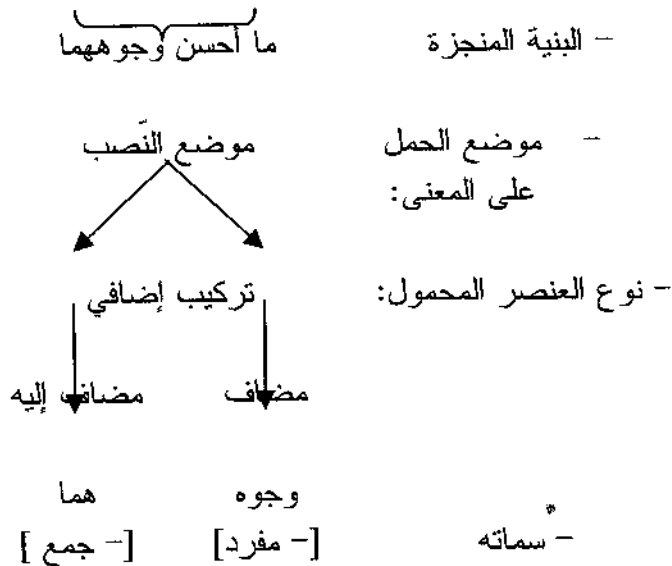 – البنية المنجزة ما أحسن وجوههما
– موضع الحمل موضع النّصب
على المعنى:
– نوع العنصر المحمول: تركيب إضافي
مضاف مضاف إليه
وجوه هما
– سماته [– مفرد] [– جمع]